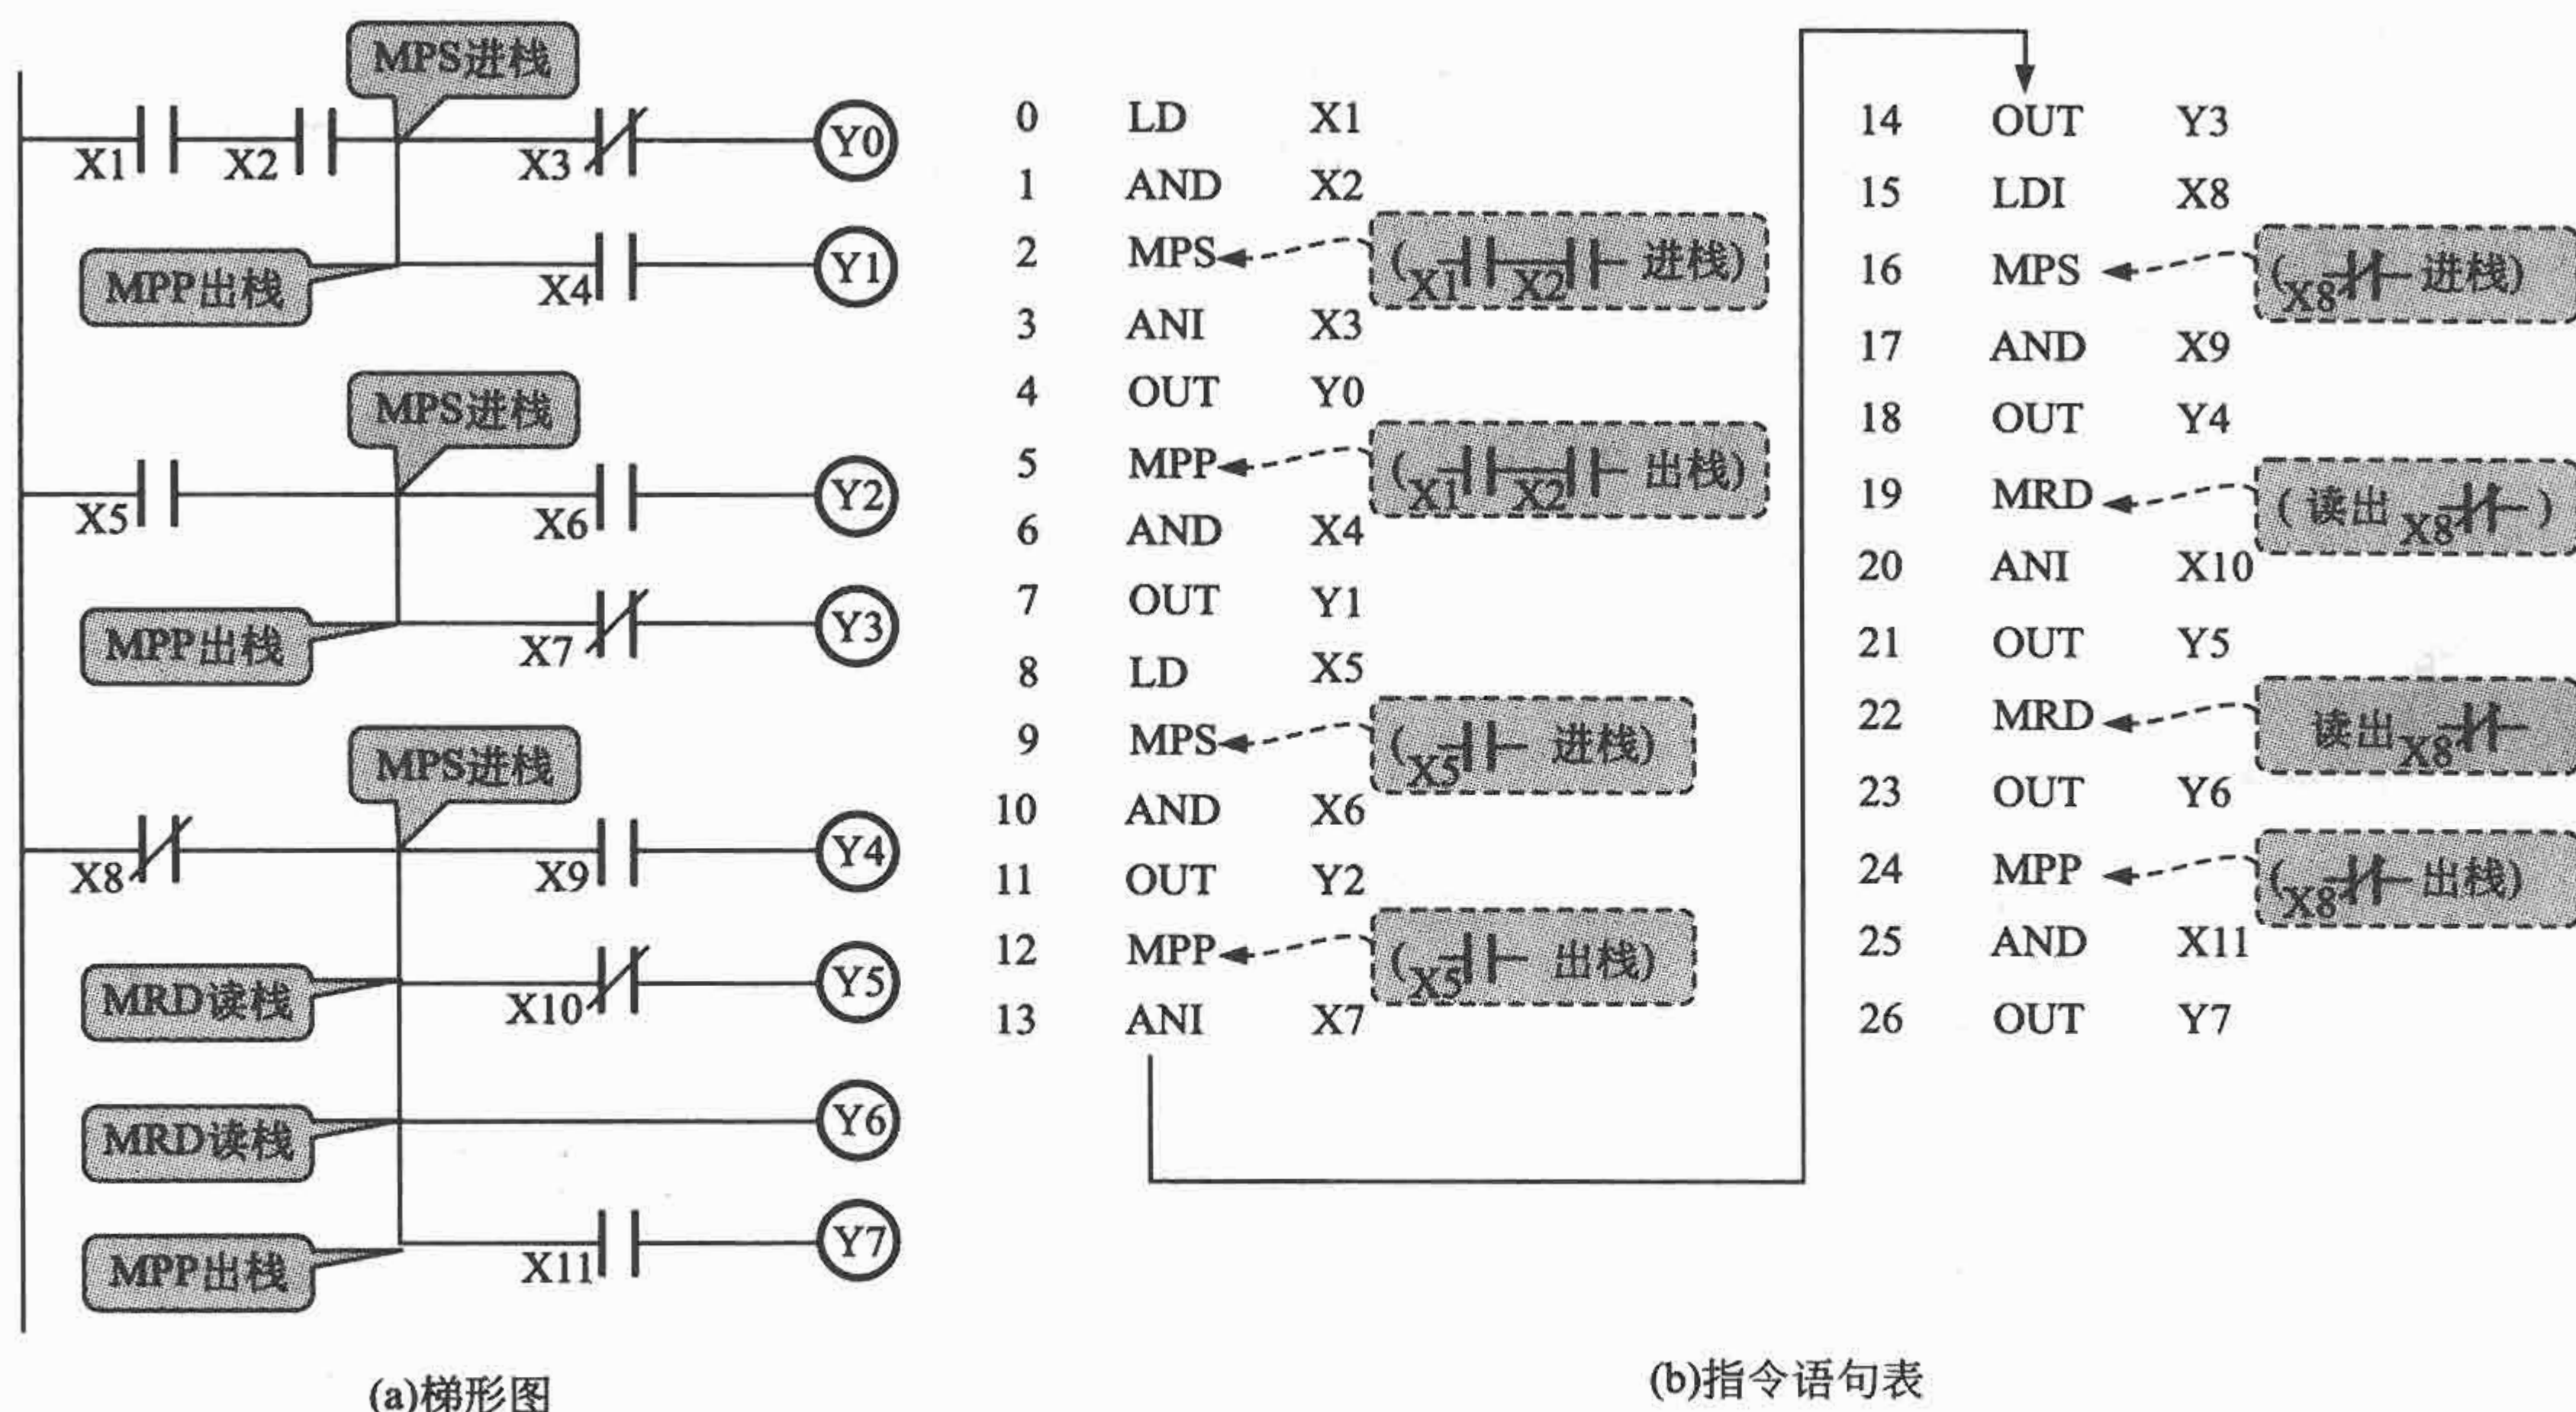 MPS进栈
X1 X2 X3 Y0
MPP出栈 X4 Y1
MPS进栈
X5 X6 Y2
MPP出栈 X7 Y3
MPS进栈
X8 X9 Y4
MRD读栈 X10 Y5
MRD读栈 Y6
MPP出栈 X11 Y7
(a)梯形图
0 LD X1
1 AND X2
2 MPS (X1 X2 进栈)
3 ANI X3
4 OUT Y0
5 MPP (X1 X2 出栈)
6 AND X4
7 OUT Y1
8 LD X5
9 MPS (X5 进栈)
10 AND X6
11 OUT Y2
12 MPP (X5 出栈)
13 ANI X7
14 OUT Y3
15 LDI X8
16 MPS (X8 进栈)
17 AND X9
18 OUT Y4
19 MRD (读出 X8)
20 ANI X10
21 OUT Y5
22 MRD 读出 X8
23 OUT Y6
24 MPP (X8 出栈)
25 AND X11
26 OUT Y7
(b)指令语句表